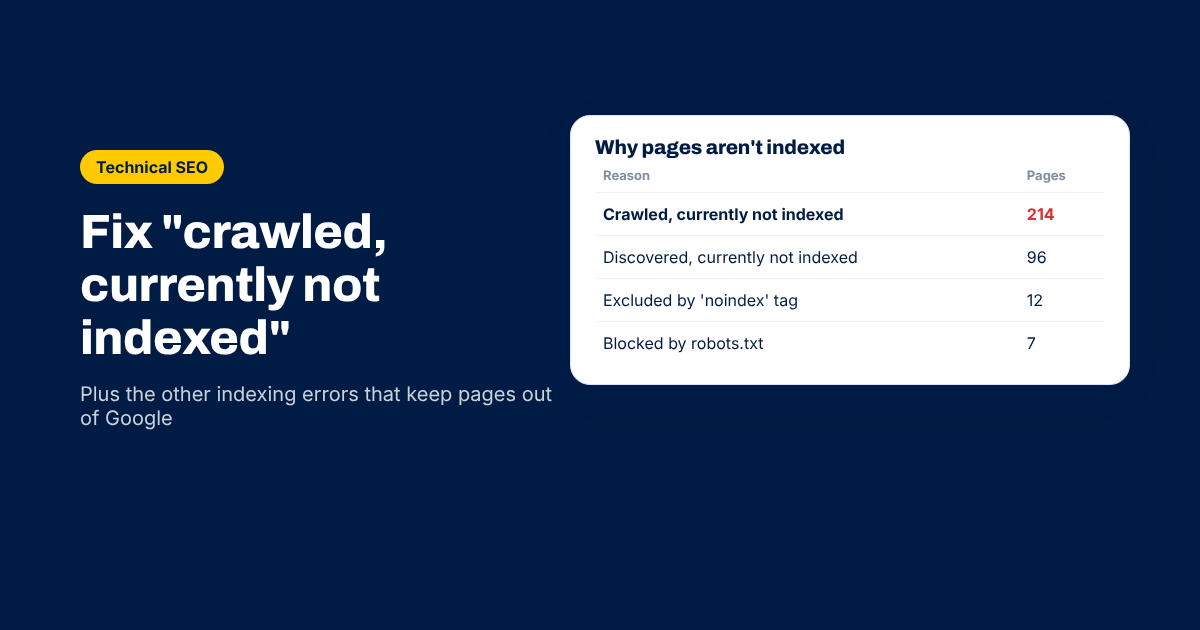 Technical SEO
Fix "crawled,
currently not
indexed"
Plus the other indexing errors that keep pages out
of Google
Why pages aren't indexed
Reason Pages
Crawled, currently not indexed 214
Discovered, currently not indexed 96
Excluded by 'noindex' tag 12
Blocked by robots.txt 7